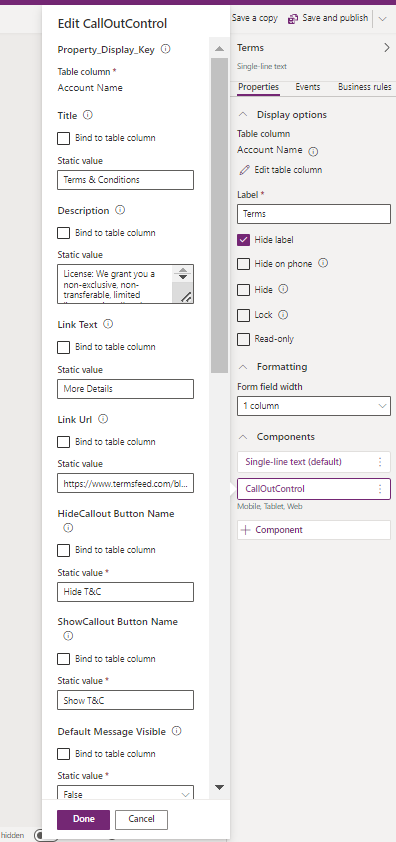 Edit CallOutControl
Property_Display_Key
Table column *
Account Name
Title
Bind to table column
Static value
Terms & Conditions
Description
Bind to table column
Static value
License: We grant you a
non-exclusive, non-
transferable, limited
Link Text
Bind to table column
Static value
More Details
Link Url
Bind to table column
Static value
https://www.termsfeed.com/bl...
HideCallout Button Name
Bind to table column
Static value *
Hide T&C
ShowCallout Button Name
Bind to table column
Static value *
Show T&C
Default Message Visible
Bind to table column
Static value *
False
Done
Cancel
hidden
Save a copy
Save and publish
Terms
Single-line text
Properties
Events
Business rules
Display options
Table column
Account Name
Edit table column
Label *
Terms
Hide label
Hide on phone
Hide
Lock
Read-only
Formatting
Form field width
1 column
Components
Single-line text (default)
CallOutControl
Mobile, Tablet, Web
Component